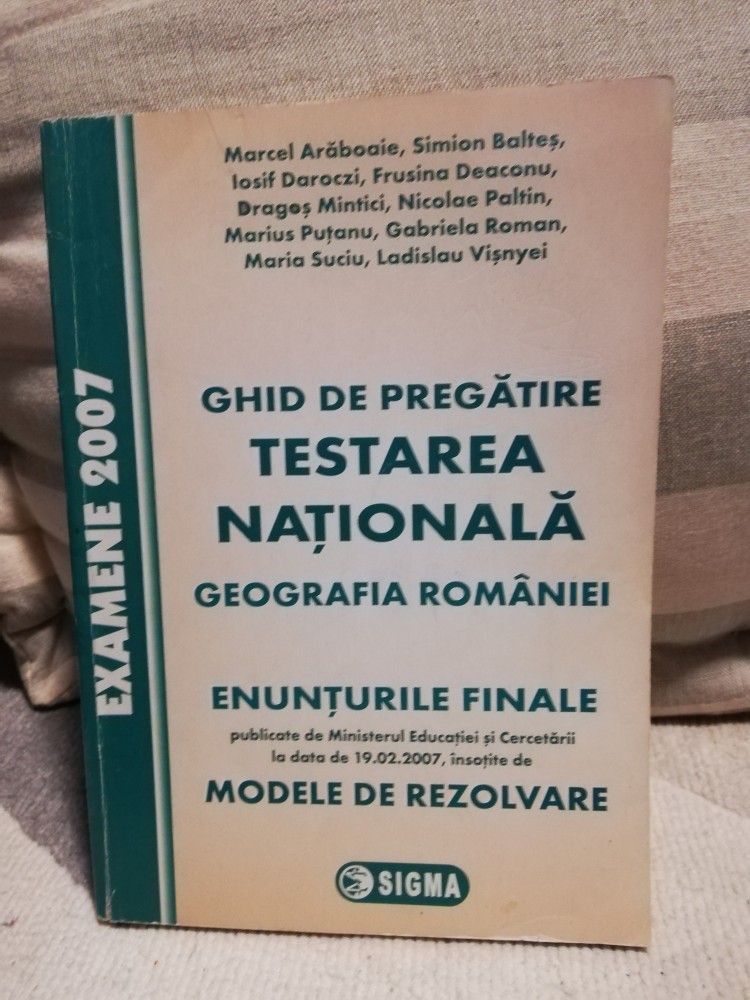 Marcel Arăboaie, Simion Balteș,
Iosif Daroczi, Frusina Deaconu,
Dragoș Mintici, Nicolae Paltin,
Marius Puțanu, Gabriela Roman,
Maria Suciu, Ladislau Vișnyei
EXAMENE 2007
GHID DE PREGĂTIRE
TESTAREA
NAȚIONALĂ
GEOGRAFIA ROMÂNIEI
ENUNȚURILE FINALE
publicate de Ministerul Educației și Cercetării
la data de 19.02.2007, însoțite de
MODELE DE REZOLVARE
SIGMA